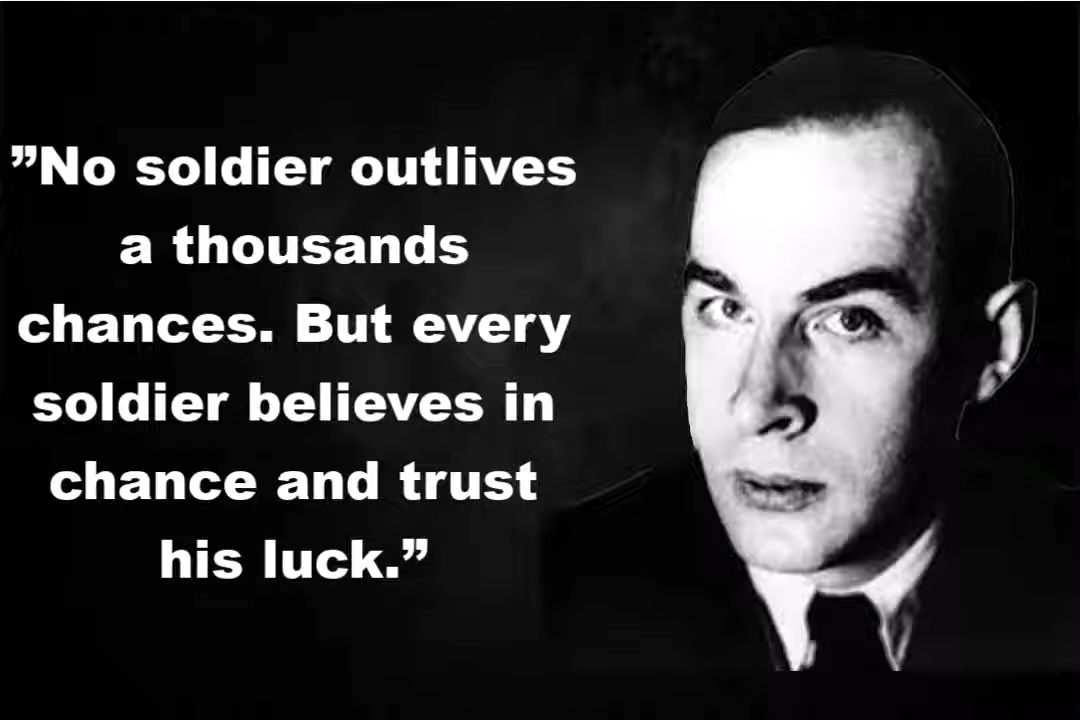 ”No soldier outlives
a thousands
chances. But every
soldier believes in
chance and trust
his luck.”